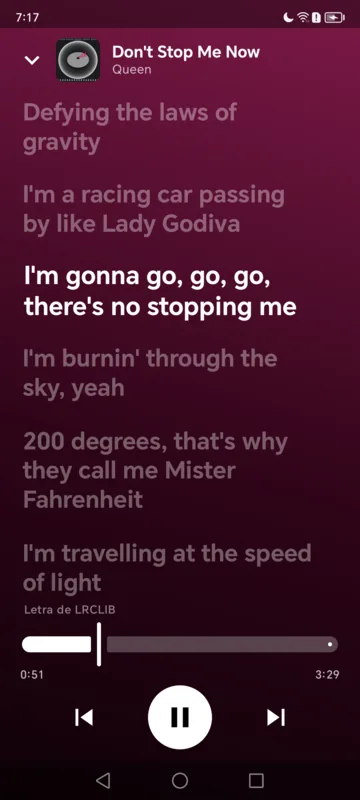 7:17
Don't Stop Me Now
Queen
Defying the laws of
gravity
I'm a racing car passing
by like Lady Godiva
I'm gonna go, go, go,
there's no stopping me
I'm burnin' through the
sky, yeah
200 degrees, that's why
they call me Mister
Fahrenheit
I'm travelling at the speed
of light
Letra de LRCLIB
0:51
3:29